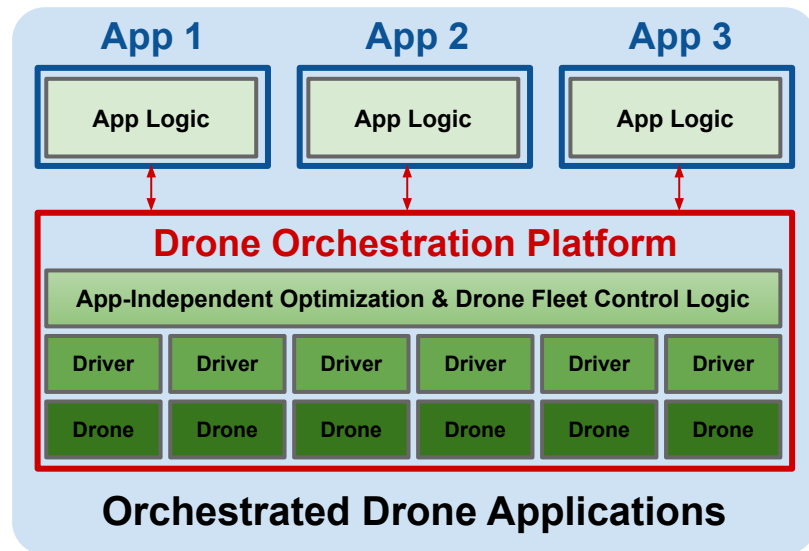 App 1 App 2 App 3
App Logic App Logic App Logic
Drone Orchestration Platform
App-Independent Optimization & Drone Fleet Control Logic
Driver Driver Driver Driver Driver Driver
Drone Drone Drone Drone Drone Drone
Orchestrated Drone Applications